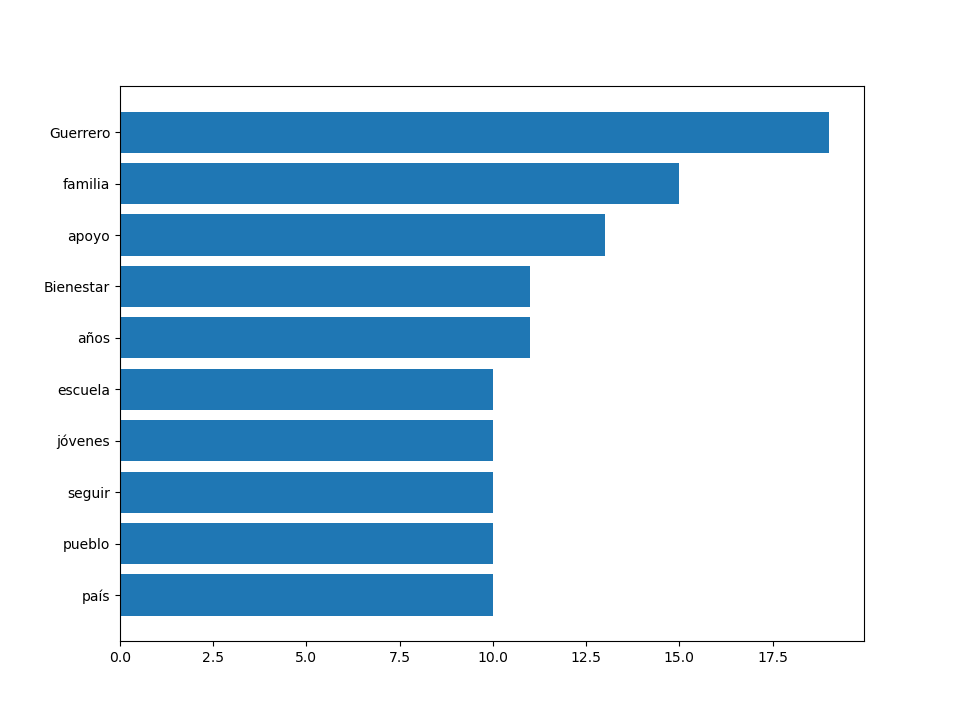 Guerrero
familia
apoyo
Bienestar
años
escuela
jóvenes
seguir
pueblo
país
0.0 2.5 5.0 7.5 10.0 12.5 15.0 17.5